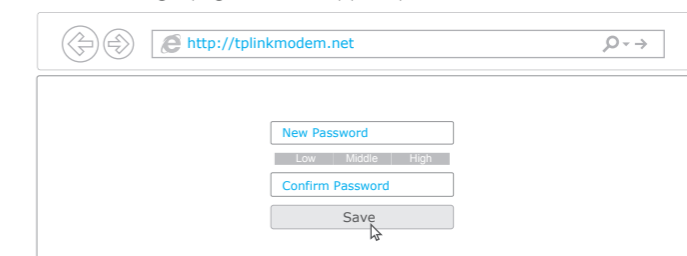 http://tplinkmodem.net
New Password
Low Middle High
Confirm Password
Save